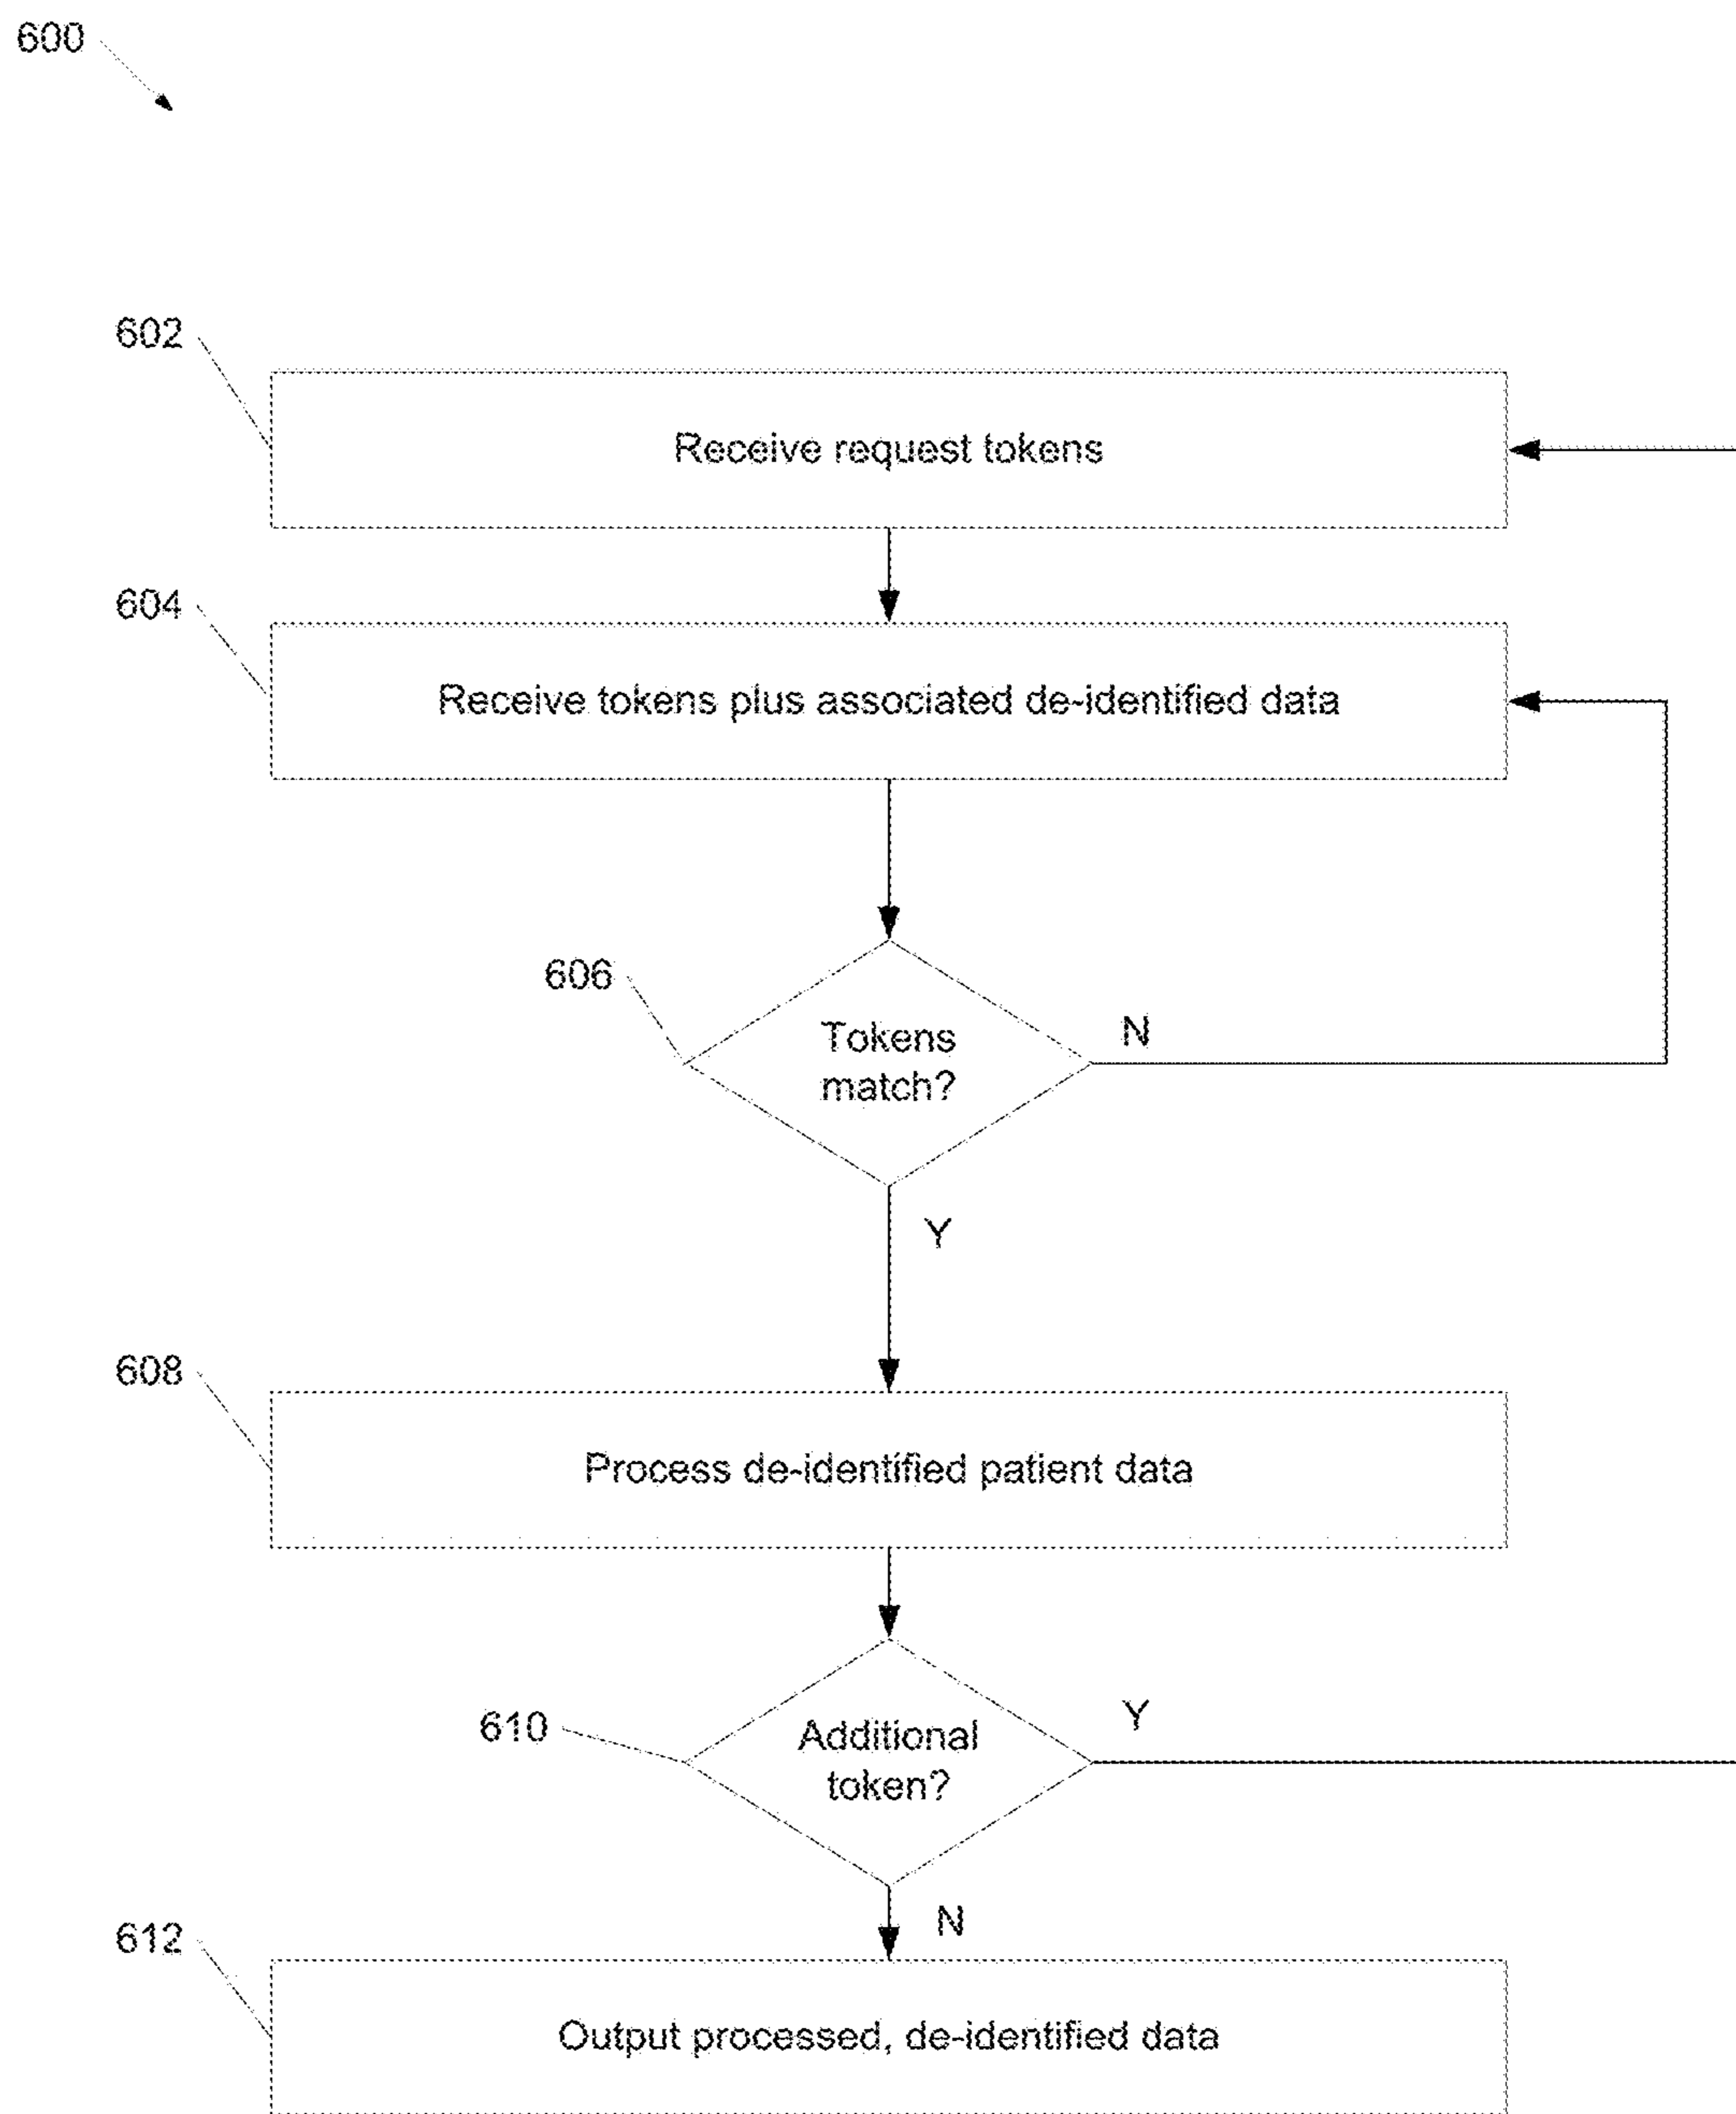 600
602
Receive request tokens
604
Receive tokens plus associated de-identified data
606
Tokens
match?
N
Y
608
Process de-identified patient data
610
Additional
token?
Y
N
612
Output processed, de-identified data